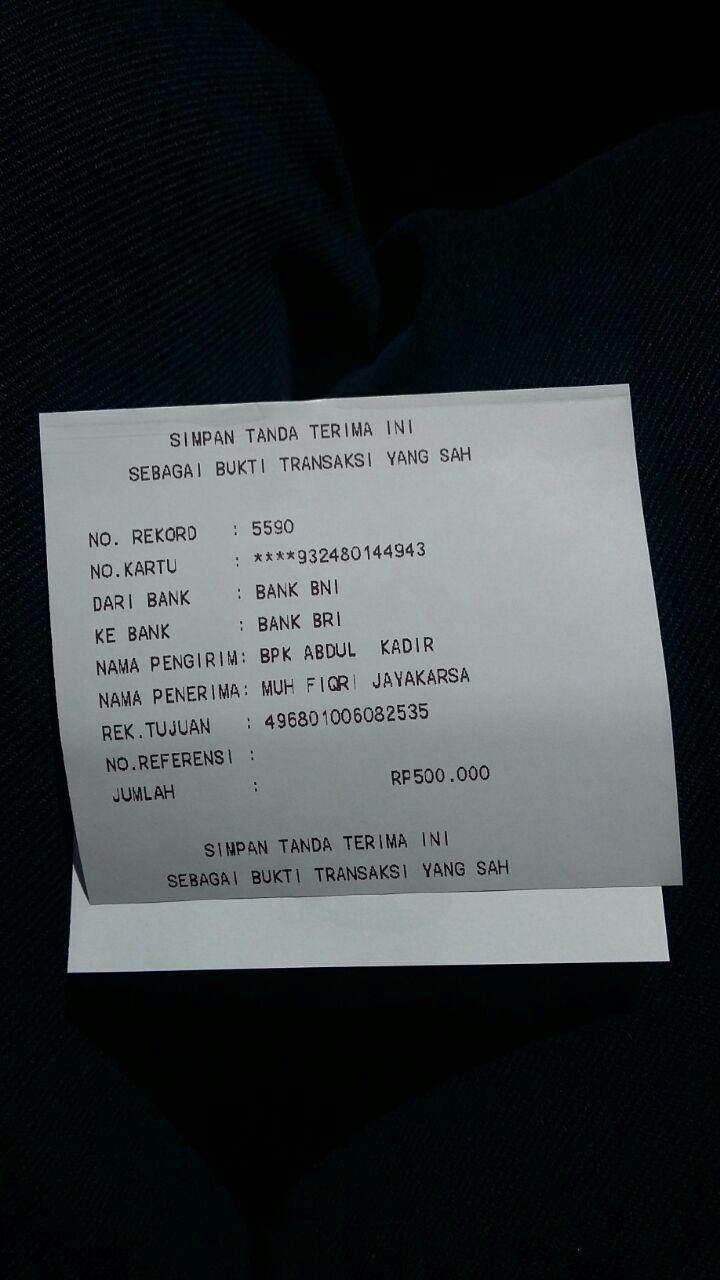 SIMPAN TANDA TERIMA INI
SEBAGAI BUKTI TRANSAKSI YANG SAH
NO. REKORD : 5590
NO.KARTU : ****932480144943
DARI BANK : BANK BNI
KE BANK : BANK BRI
NAMA PENGIRIM: BPK ABDUL KADIR
NAMA PENERIMA: MUH FIQRI JAYAKARSA
REK.TUJUAN : 496801006082535
NO.REFERENSI :
JUMLAH : RP500.000
SIMPAN TANDA TERIMA INI
SEBAGAI BUKTI TRANSAKSI YANG SAH